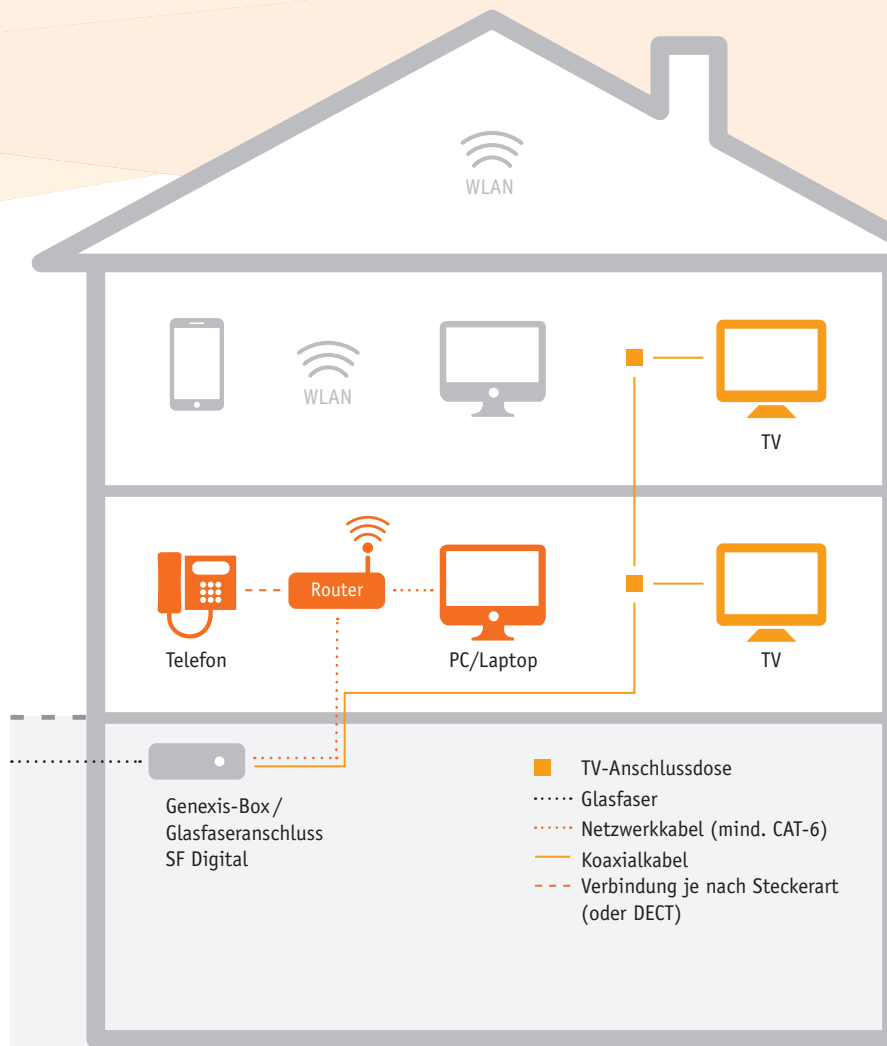 WLAN
WLAN
TV
Router
Telefon
PC/Laptop
TV
Genexis-Box /
Glasfaseranschluss
SF Digital
TV-Anschlussdose
Glasfaser
Netzwerkkabel (mind. CAT-6)
Koaxialkabel
Verbindung je nach Steckerart
(oder DECT)